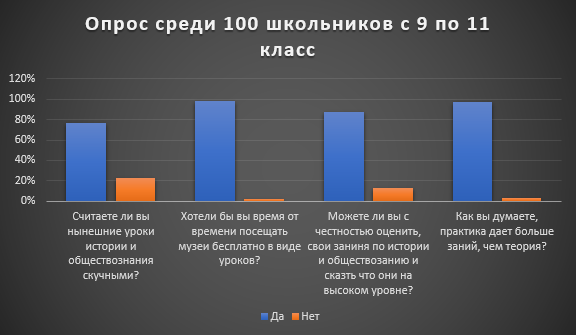 Опрос среди 100 школьников с 9 по 11
класс
120%
100%
80%
60%
40%
20%
0%
Считаете ли вы
нынешние уроки
истории и
обществознания
скучными?
Хотели бы вы время от
времени посещать
музеи бесплатно в виде
уроков?
Можете ли вы с
честностью оценить,
свои заниня по истории
и обществозанию и
сказть что они на
высоком уровне?
Как вы думаете,
практика дает больше
заний, чем теория?
Да
Нет